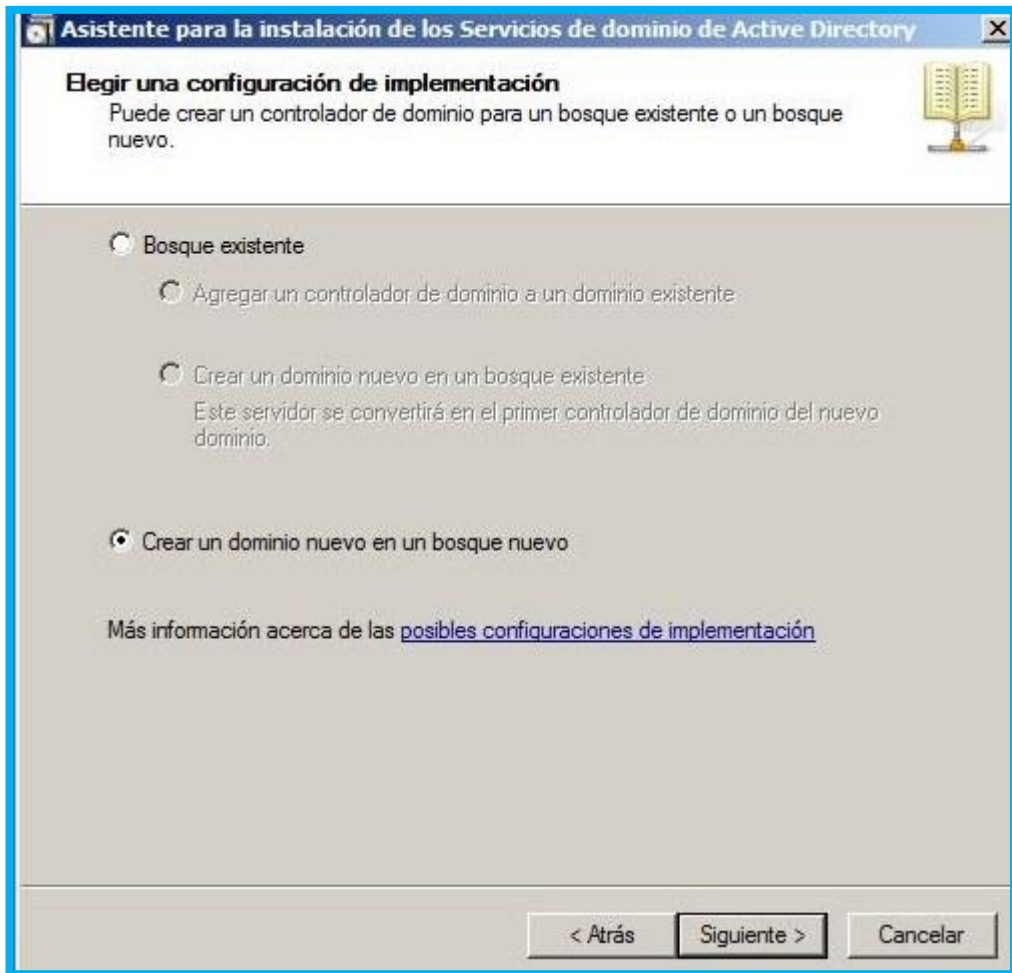 Asistente para la instalación de los Servicios de dominio de Active Directory
Elegir una configuración de implementación
Puede crear un controlador de dominio para un bosque existente o un bosque
nuevo.
Bosque existente
Agregar un controlador de dominio a un dominio existente
Crear un dominio nuevo en un bosque existente
Este servidor se convertirá en el primer controlador de dominio del nuevo
dominio.
Crear un dominio nuevo en un bosque nuevo
Más información acerca de las posibles configuraciones de implementación
< Atrás Siguiente > Cancelar